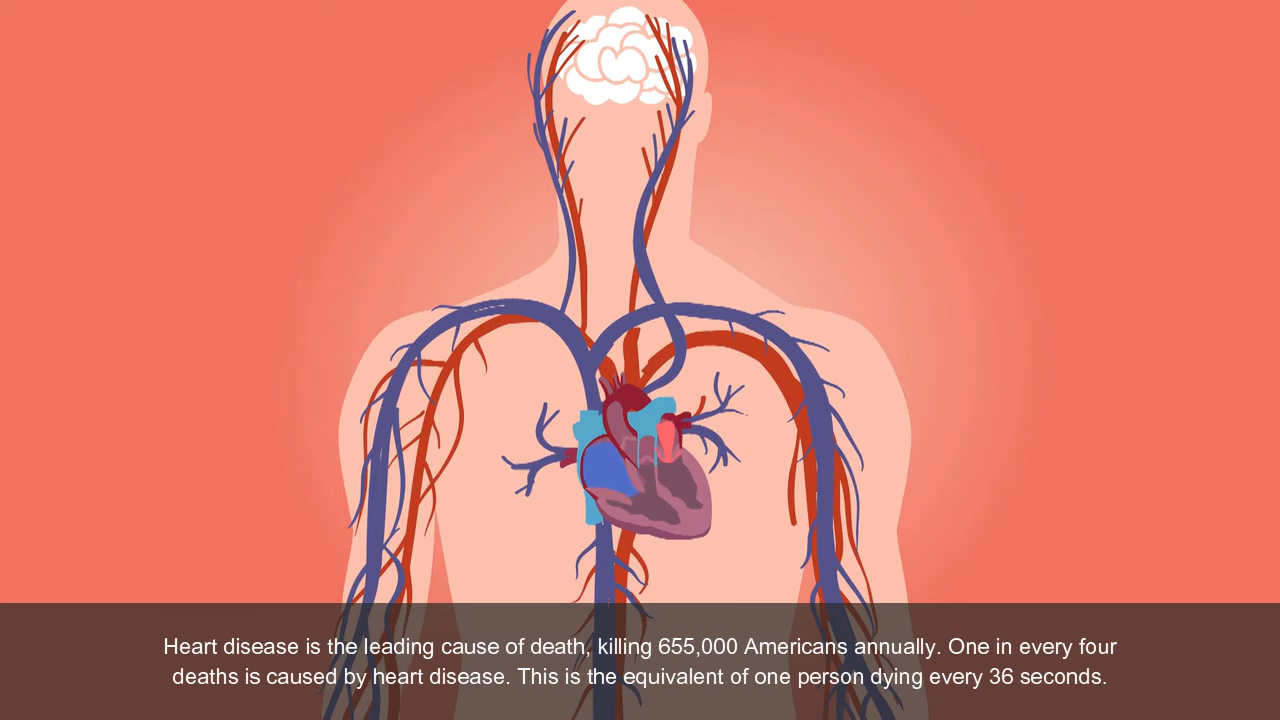 Heart disease is the leading cause of death, killing 655,000 Americans annually. One in every four
deaths is caused by heart disease. This is the equivalent of one person dying every 36 seconds.